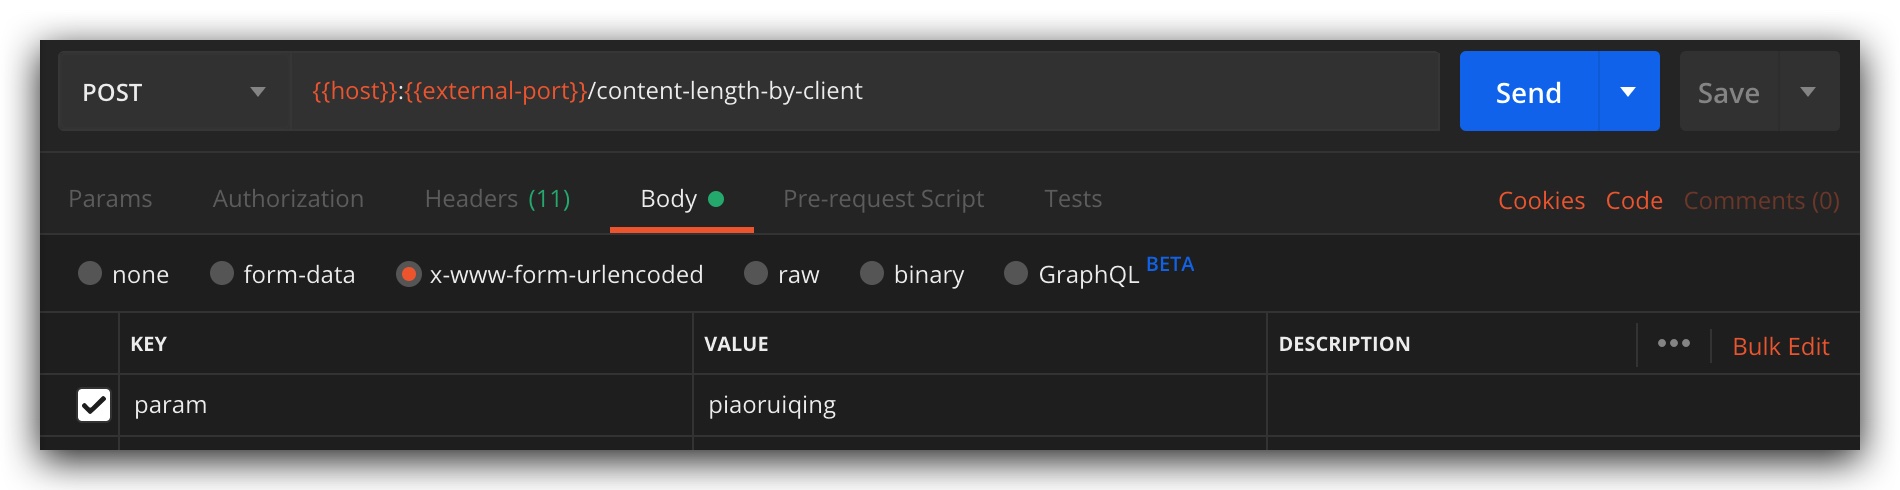 POST {{host}}:{{external-port}}/content-length-by-client Send Save
Params Authorization Headers (11) Body Pre-request Script Tests Cookies Code Comments (0)
none form-data x-www-form-urlencoded raw binary GraphQL BETA
KEY VALUE DESCRIPTION ••• Bulk Edit
param piaoruiqing